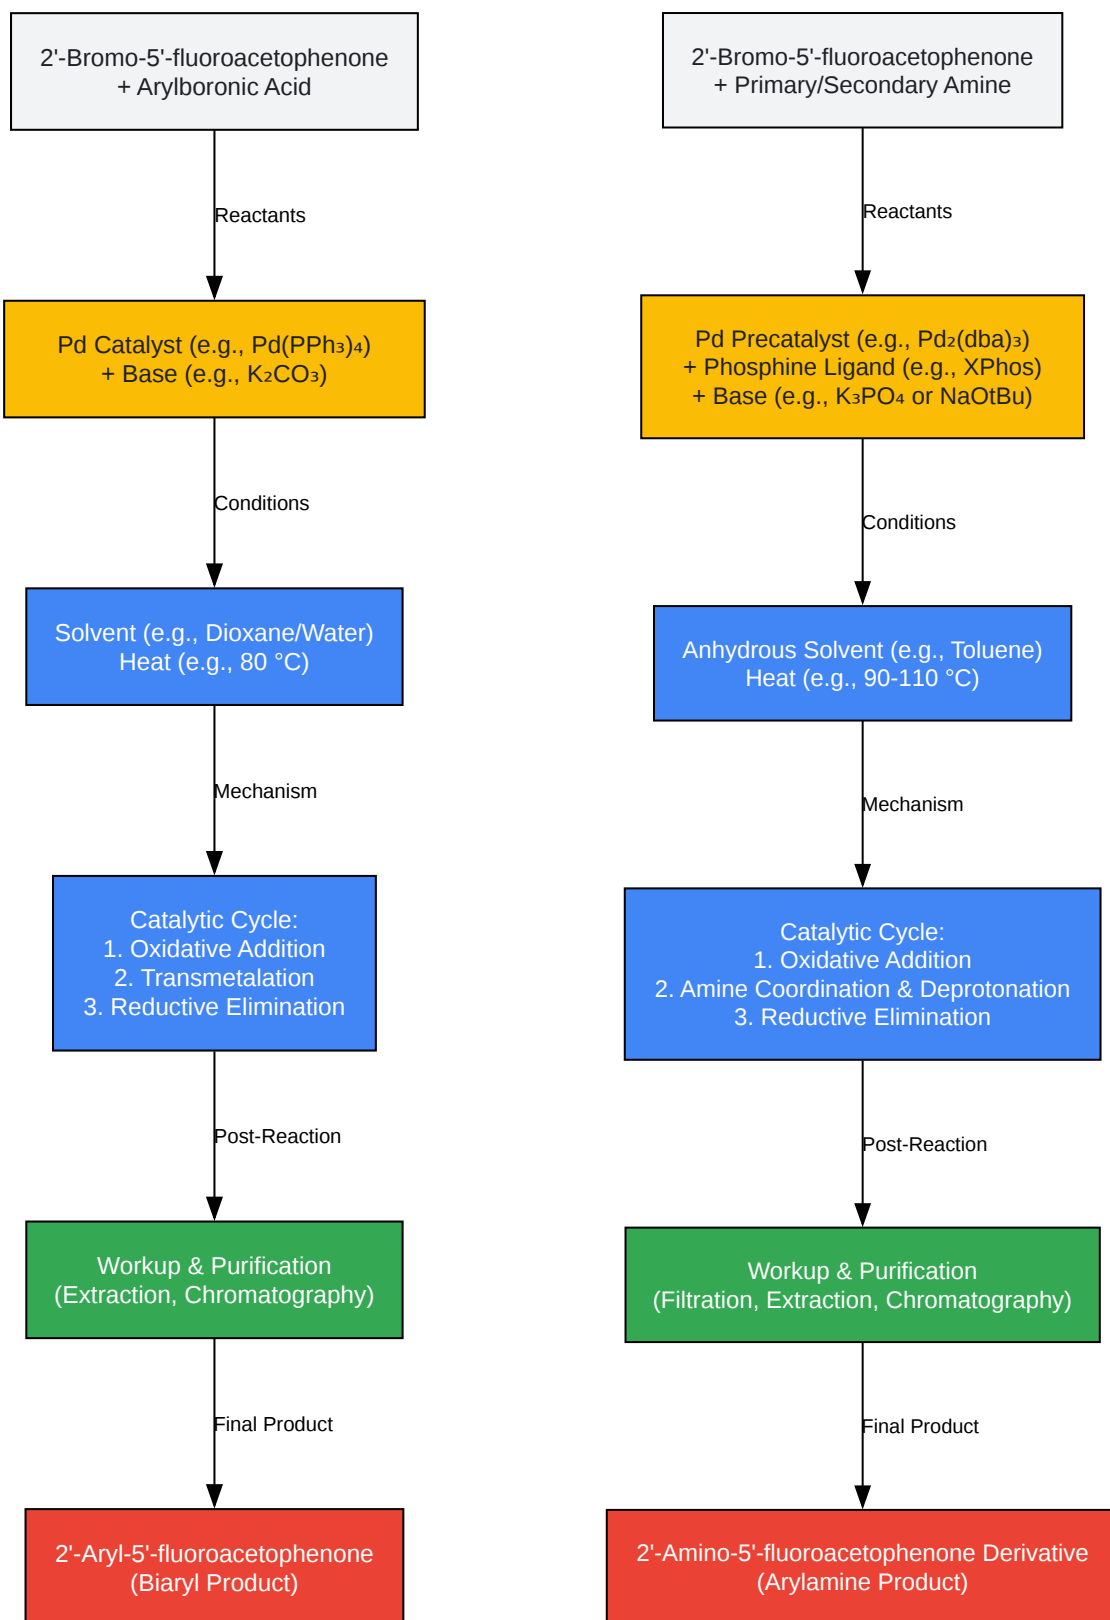 2'-Bromo-5'-fluoroacetophenone
+ Arylboronic Acid
Reactants
Pd Catalyst (e.g., Pd(PPh₃)₄)
+ Base (e.g., K₂CO₃)
Conditions
Solvent (e.g., Dioxane/Water)
Heat (e.g., 80 °C)
Mechanism
Catalytic Cycle:
1. Oxidative Addition
2. Transmetalation
3. Reductive Elimination
Post-Reaction
Workup & Purification
(Extraction, Chromatography)
Final Product
2'-Aryl-5'-fluoroacetophenone
(Biaryl Product)
2'-Bromo-5'-fluoroacetophenone
+ Primary/Secondary Amine
Reactants
Pd Precatalyst (e.g., Pd₂(dba)₃)
+ Phosphine Ligand (e.g., XPhos)
+ Base (e.g., K₃PO₄ or NaOtBu)
Conditions
Anhydrous Solvent (e.g., Toluene)
Heat (e.g., 90-110 °C)
Mechanism
Catalytic Cycle:
1. Oxidative Addition
2. Amine Coordination & Deprotonation
3. Reductive Elimination
Post-Reaction
Workup & Purification
(Filtration, Extraction, Chromatography)
Final Product
2'-Amino-5'-fluoroacetophenone Derivative
(Arylamine Product)